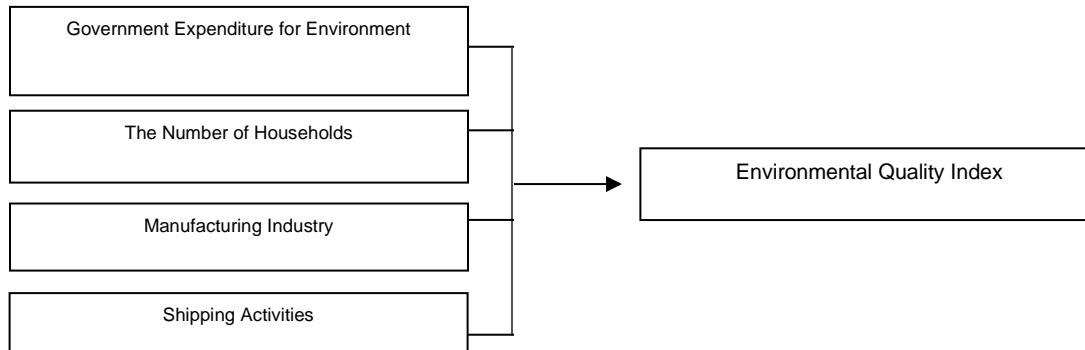 Government Expenditure for Environment
The Number of Households
Environmental Quality Index
Manufacturing Industry
Shipping Activities